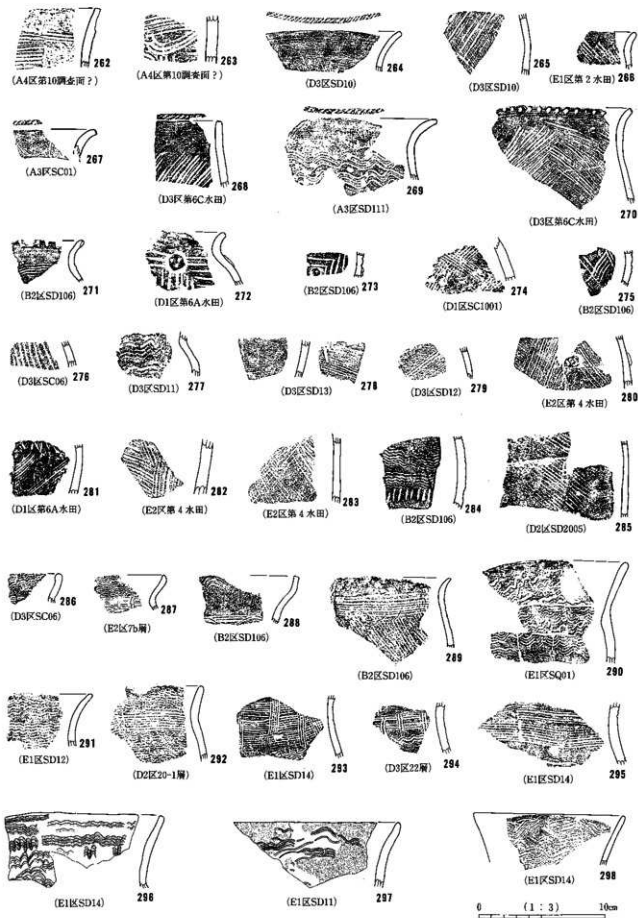 262
(A4区第10調査面?)
263
(A4区第10調査面?)
264
(D3区SD10)
265
(D3区SD10)
266
(E1区第2水田)
267
(A3区SC01)
268
(D3区第6C水田)
269
(A3区SD111)
270
(D3区第6C水田)
271
(B2区SD106)
272
(D1区第6A水田)
273
(B2区SD106)
274
(D1区SC1001)
275
(B2区SD106)
276
(D3区SC06)
277
(D3区SD11)
278
(D3区SD13)
279
(D3区SD12)
280
(E2区第4水田)
281
(D1区第6A水田)
282
(E2区第4水田)
283
(E2区第4水田)
284
(B2区SD106)
285
(D2区SD2005)
286
(D3区SC06)
287
(E2区7b層)
288
(B2区SD106)
289
(B2区SD106)
290
(E1区SQ01)
291
(E1区SD12)
292
(D2区20-1層)
293
(E1区SD14)
294
(D3区22層)
295
(E1区SD14)
296
(E1区SD14)
297
(E1区SD11)
298
(E1区SD14)
0 (1:3) 10cm